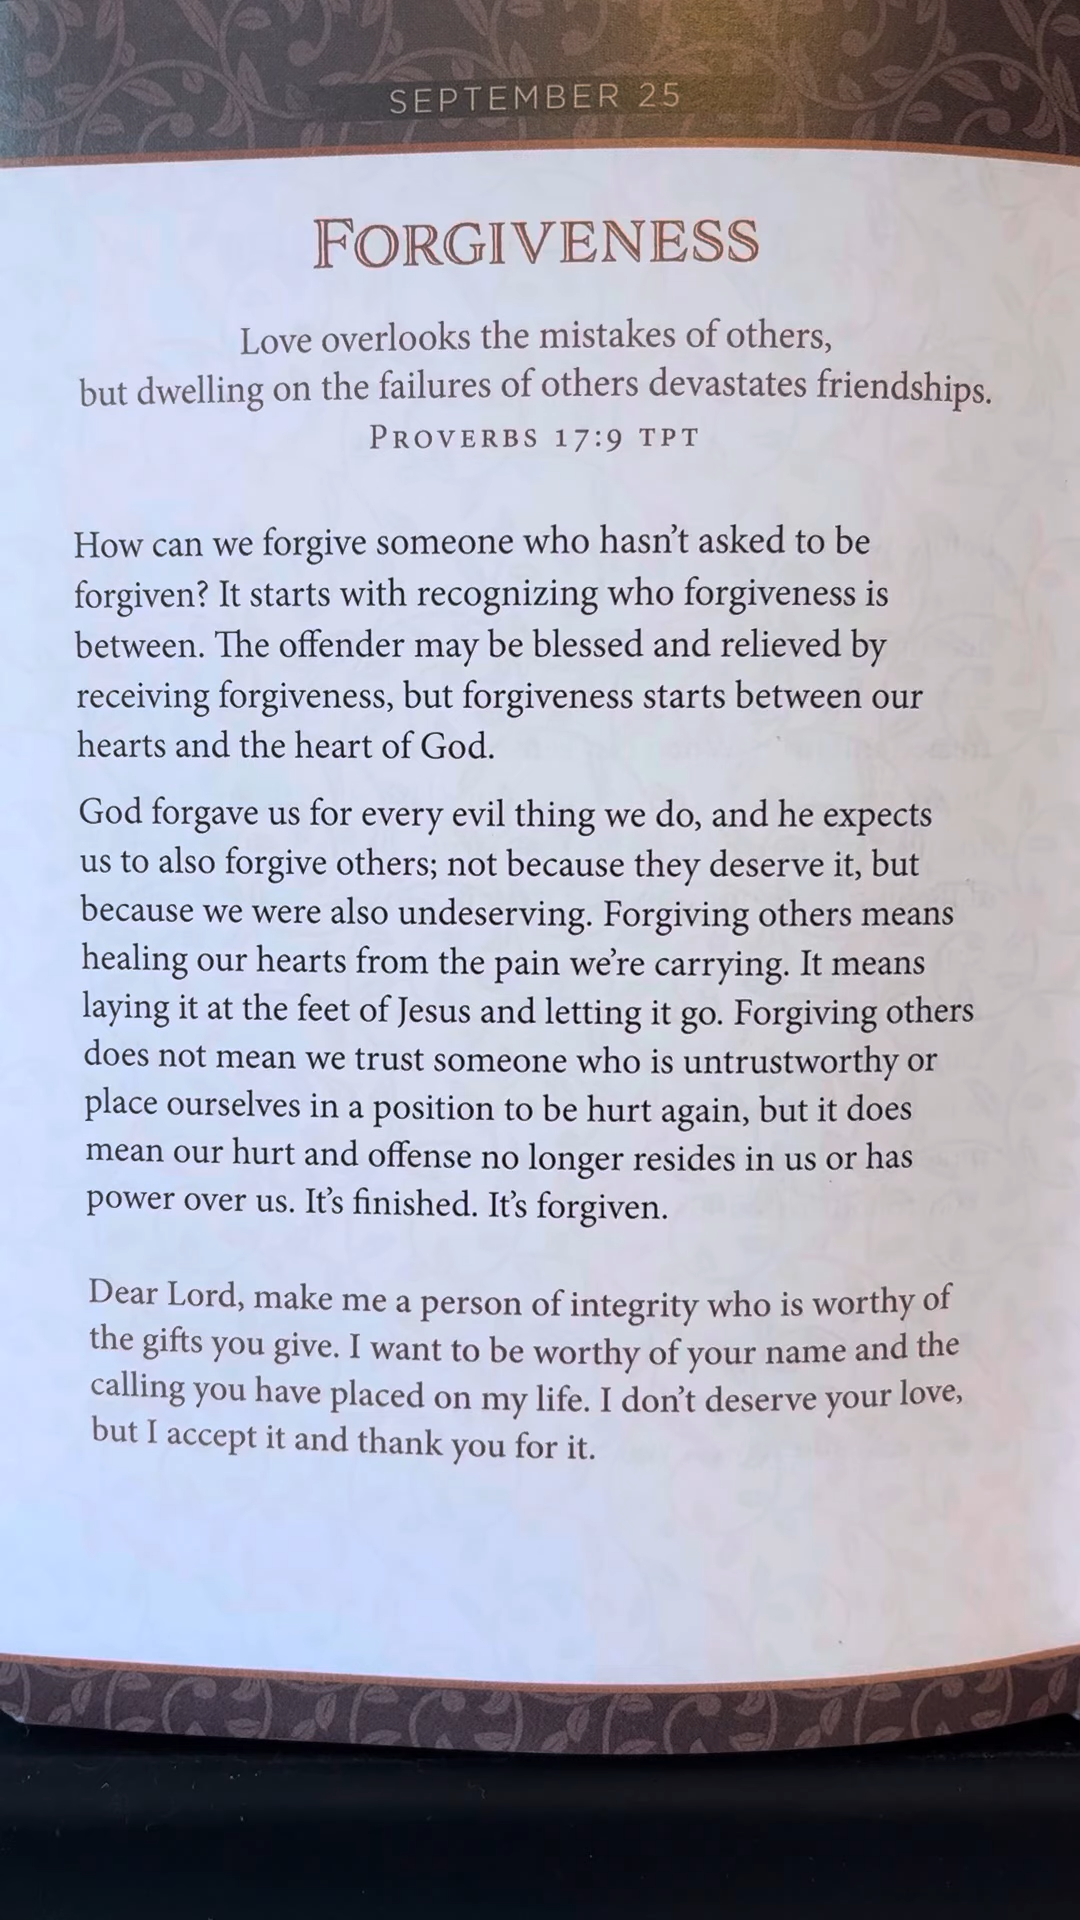 SEPTEMBER 25
FORGIVENESS
Love overlooks the mistakes of others,
but dwelling on the failures of others devastates friendships.
PROVERBS 17:9 TPT
How can we forgive someone who hasn’t asked to be
forgiven? It starts with recognizing who forgiveness is
between. The offender may be blessed and relieved by
receiving forgiveness, but forgiveness starts between our
hearts and the heart of God.
God forgave us for every evil thing we do, and he expects
us to also forgive others; not because they deserve it, but
because we were also undeserving. Forgiving others means
healing our hearts from the pain we’re carrying. It means
laying it at the feet of Jesus and letting it go. Forgiving others
does not mean we trust someone who is untrustworthy or
place ourselves in a position to be hurt again, but it does
mean our hurt and offense no longer resides in us or has
power over us. It’s finished. It’s forgiven.
Dear Lord, make me a person of integrity who is worthy of
the gifts you give. I want to be worthy of your name and the
calling you have placed on my life. I don’t deserve your love,
but I accept it and thank you for it.